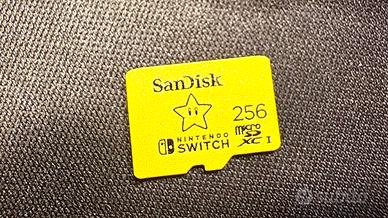 SanDisk
256
NINTENDO
SWITCH
micro
SD
XC I